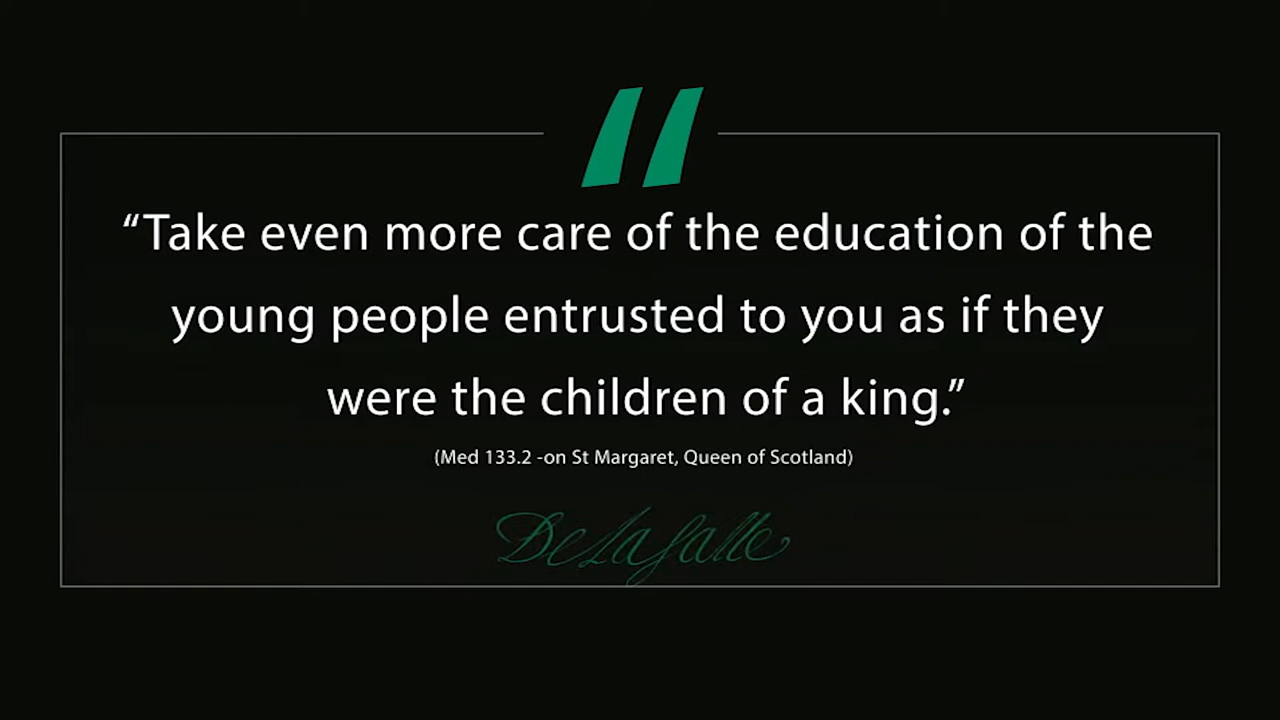 “Take even more care of the education of the
young people entrusted to you as if they
were the children of a king.”
(Med 133.2 -on St Margaret, Queen of Scotland)
De La Salle